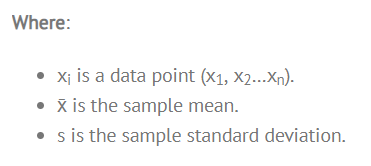 Where:
• xᵢ is a data point (x₁, x₂...xₙ).
• x̄ is the sample mean.
• s is the sample standard deviation.